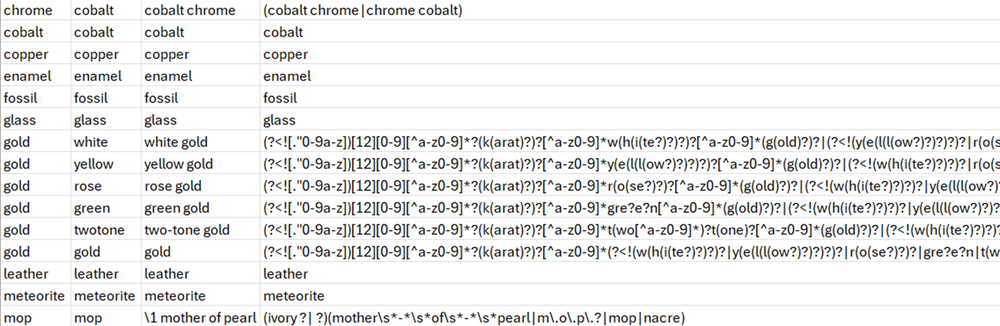 chrome cobalt cobalt chrome (cobalt chrome|chrome cobalt)
cobalt cobalt cobalt cobalt
copper copper copper copper
enamel enamel enamel enamel
fossil fossil fossil fossil
glass glass glass glass
gold white white gold (?<![."0-9a-z])[12][0-9][^a-z0-9]*?(k(arat)?)?[^a-z0-9]*w(h(i(te?)?)?)?[^a-z0-9]*(g(old)?)?|(?<!(y(e(l(l(ow?)?)?)?)?|r(o(s
gold yellow yellow gold (?<![."0-9a-z])[12][0-9][^a-z0-9]*?(k(arat)?)?[^a-z0-9]*y(e(l(l(ow?)?)?)?)?[^a-z0-9]*(g(old)?)?|(?<!(w(h(i(te?)?)?)?|r(o(s
gold rose rose gold (?<![."0-9a-z])[12][0-9][^a-z0-9]*?(k(arat)?)?[^a-z0-9]*r(o(se?)?)?[^a-z0-9]*(g(old)?)?|(?<!(w(h(i(te?)?)?)?|y(e(l(l(ow?)?
gold green green gold (?<![."0-9a-z])[12][0-9][^a-z0-9]*?(k(arat)?)?[^a-z0-9]*gre?e?n[^a-z0-9]*(g(old)?)?|(?<!(w(h(i(te?)?)?)?|y(e(l(l(ow?)?)?
gold twotone two-tone gold (?<![."0-9a-z])[12][0-9][^a-z0-9]*?(k(arat)?)?[^a-z0-9]*t(wo[^a-z0-9]*)?t(one)?[^a-z0-9]*(g(old)?)?|(?<!(w(h(i(te?)?)?)?
gold gold gold (?<![."0-9a-z])[12][0-9][^a-z0-9]*?(k(arat)?)?[^a-z0-9]*(?<!(w(h(i(te?)?)?)?|y(e(l(l(ow?)?)?)?)?|r(o(se?)?)?|gre?e?n|t(w
leather leather leather leather
meteorite meteorite meteorite meteorite
mop mop \1 mother of pearl (ivory ?| ?)(mother\s*-*\s*of\s*-*\s*pearl|m\.o\.p\.?|mop|nacre)